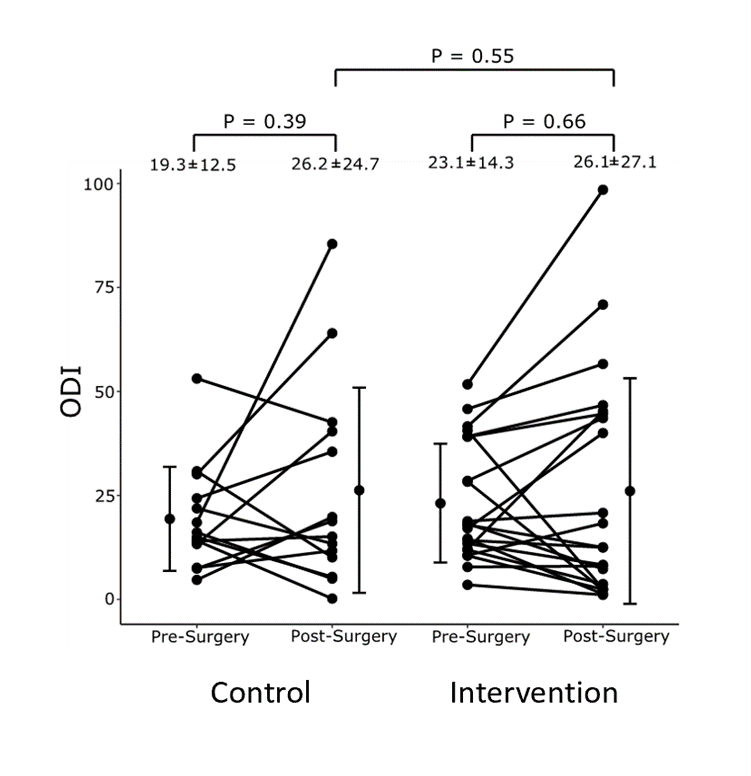 P = 0.55
P = 0.39
P = 0.66
19.3±12.5
26.2±24.7
23.1±14.3
26.1±27.1
100
75
50
25
0
ODI
Pre-Surgery
Post-Surgery
Pre-Surgery
Post-Surgery
Control
Intervention